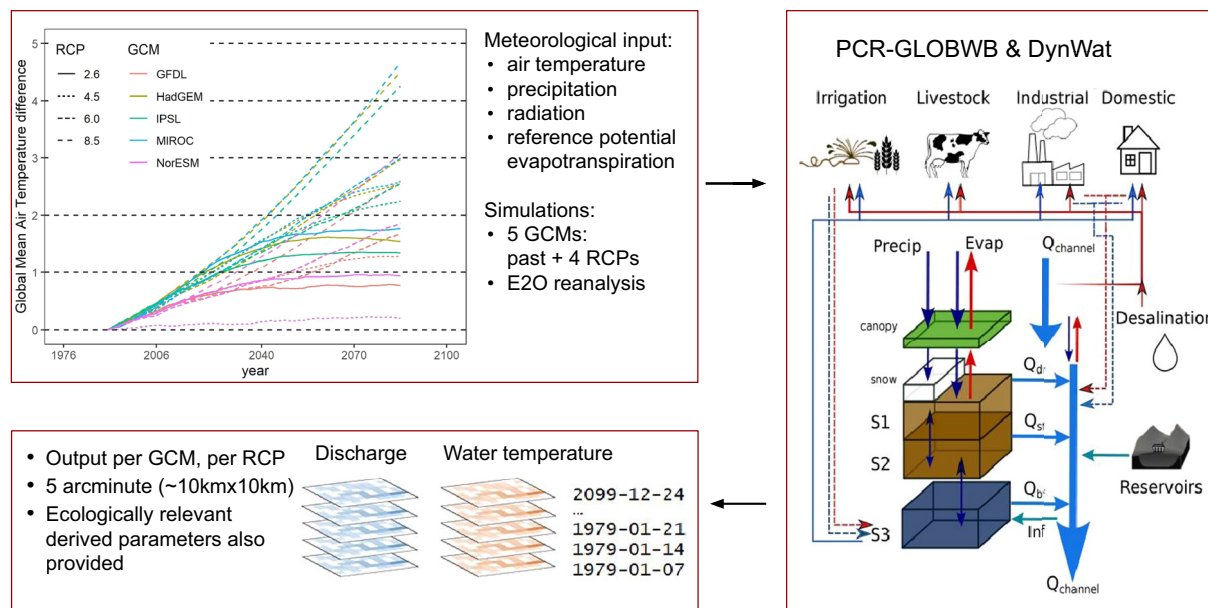 RCP
2.6
4.5
6.0
8.5
GCM
GFDL
HadGEM
IPSL
MIROC
NorESM
Global Mean Air Temperature difference
5
4
3
2
1
0
1976
2006
2040
2070
2100
year
Meteorological input:
• air temperature
• precipitation
• radiation
• reference potential
evapotranspiration
Simulations:
• 5 GCMs:
past + 4 RCPs
• E2O reanalysis
PCR-GLOBWB & DynWat
Irrigation
Livestock
Industrial
Domestic
Precip
Evap
Qchannel
canopy
snow
S1
S2
S3
Qdr
Qsf
Qbf
Inf
Desalination
Reservoirs
Qchannel
• Output per GCM, per RCP
• 5 arcminute (~10kmx10km)
• Ecologically relevant
derived parameters also
provided
Discharge
Water temperature
2099-12-24
...
1979-01-21
1979-01-14
1979-01-07